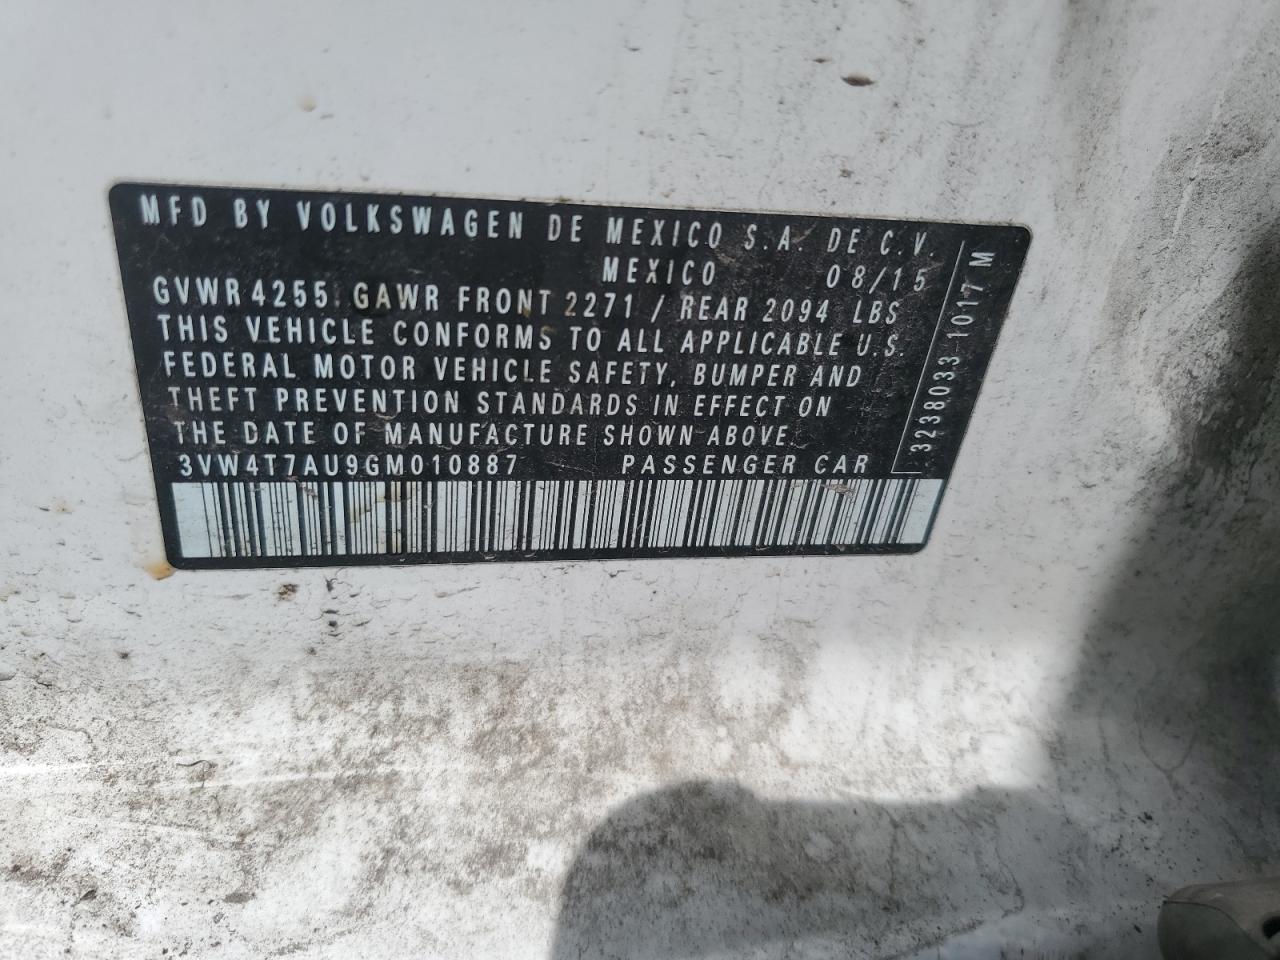 MFD BY VOLKSWAGEN DE MEXICO S.A. DE C.V.
MEXICO 08/15
GVWR 4255 GAWR FRONT 2271 / REAR 2094 LBS
THIS VEHICLE CONFORMS TO ALL APPLICABLE U.S.
FEDERAL MOTOR VEHICLE SAFETY, BUMPER AND
THEFT PREVENTION STANDARDS IN EFFECT ON
THE DATE OF MANUFACTURE SHOWN ABOVE.
3VW4T7AU9GM010887 PASSENGER CAR
3238033 1017 M